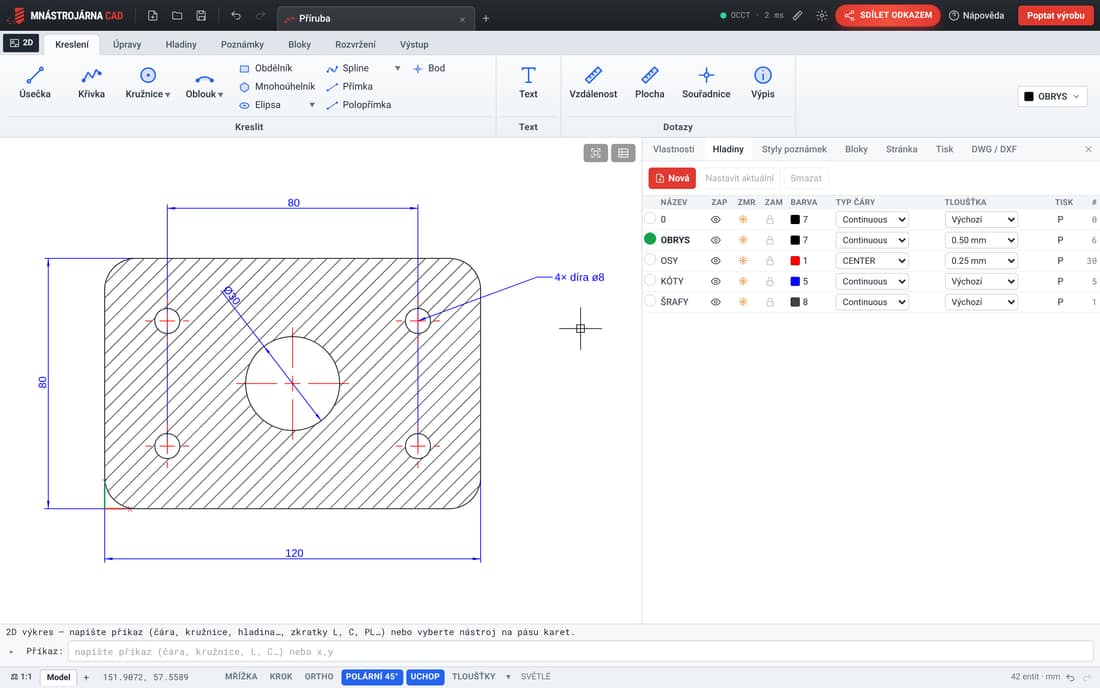 MNÁSTROJÁRNA CAD
Příruba
OCCT · 2 ms
SDÍLET ODKAZEM
Nápověda
Poptat výrobu
2D
Kreslení
Úpravy
Hladiny
Poznámky
Bloky
Rozvržení
Výstup
Úsečka
Křivka
Kružnice
Oblouk
Obdélník
Mnohoúhelník
Elipsa
Spline
Přímka
Polopřímka
Bod
Kreslit
Text
Text
Vzdálenost
Plocha
Souřadnice
Výpis
Dotazy
OBRYS
80
Ø30
4× díra ø8
80
120
Vlastnosti
Hladiny
Styly poznámek
Bloky
Stránka
Tisk
DWG / DXF
Nová
Nastavit aktuální
Smazat
NÁZEV ZAP ZMR ZAM BARVA TYP ČÁRY TLOUŠŤKA TISK #
0 7 Continuous Výchozí P 0
OBRYS 7 Continuous 0.50 mm P 6
OSY 1 CENTER 0.25 mm P 30
KÓTY 5 Continuous Výchozí P 5
ŠRAFY 8 Continuous Výchozí P 1
2D výkres — napište příkaz (čára, kružnice, hladina…, zkratky L, C, PL…) nebo vyberte nástroj na pásu karet.
Příkaz: napište příkaz (čára, kružnice, L, C…) nebo x,y
1:1
Model
+
151.9072, 57.5589
MŘÍŽKA
KROK
ORTHO
POLÁRNÍ 45°
UCHOP
TLOUŠŤKY
SVĚTLÉ
42 entit · mm